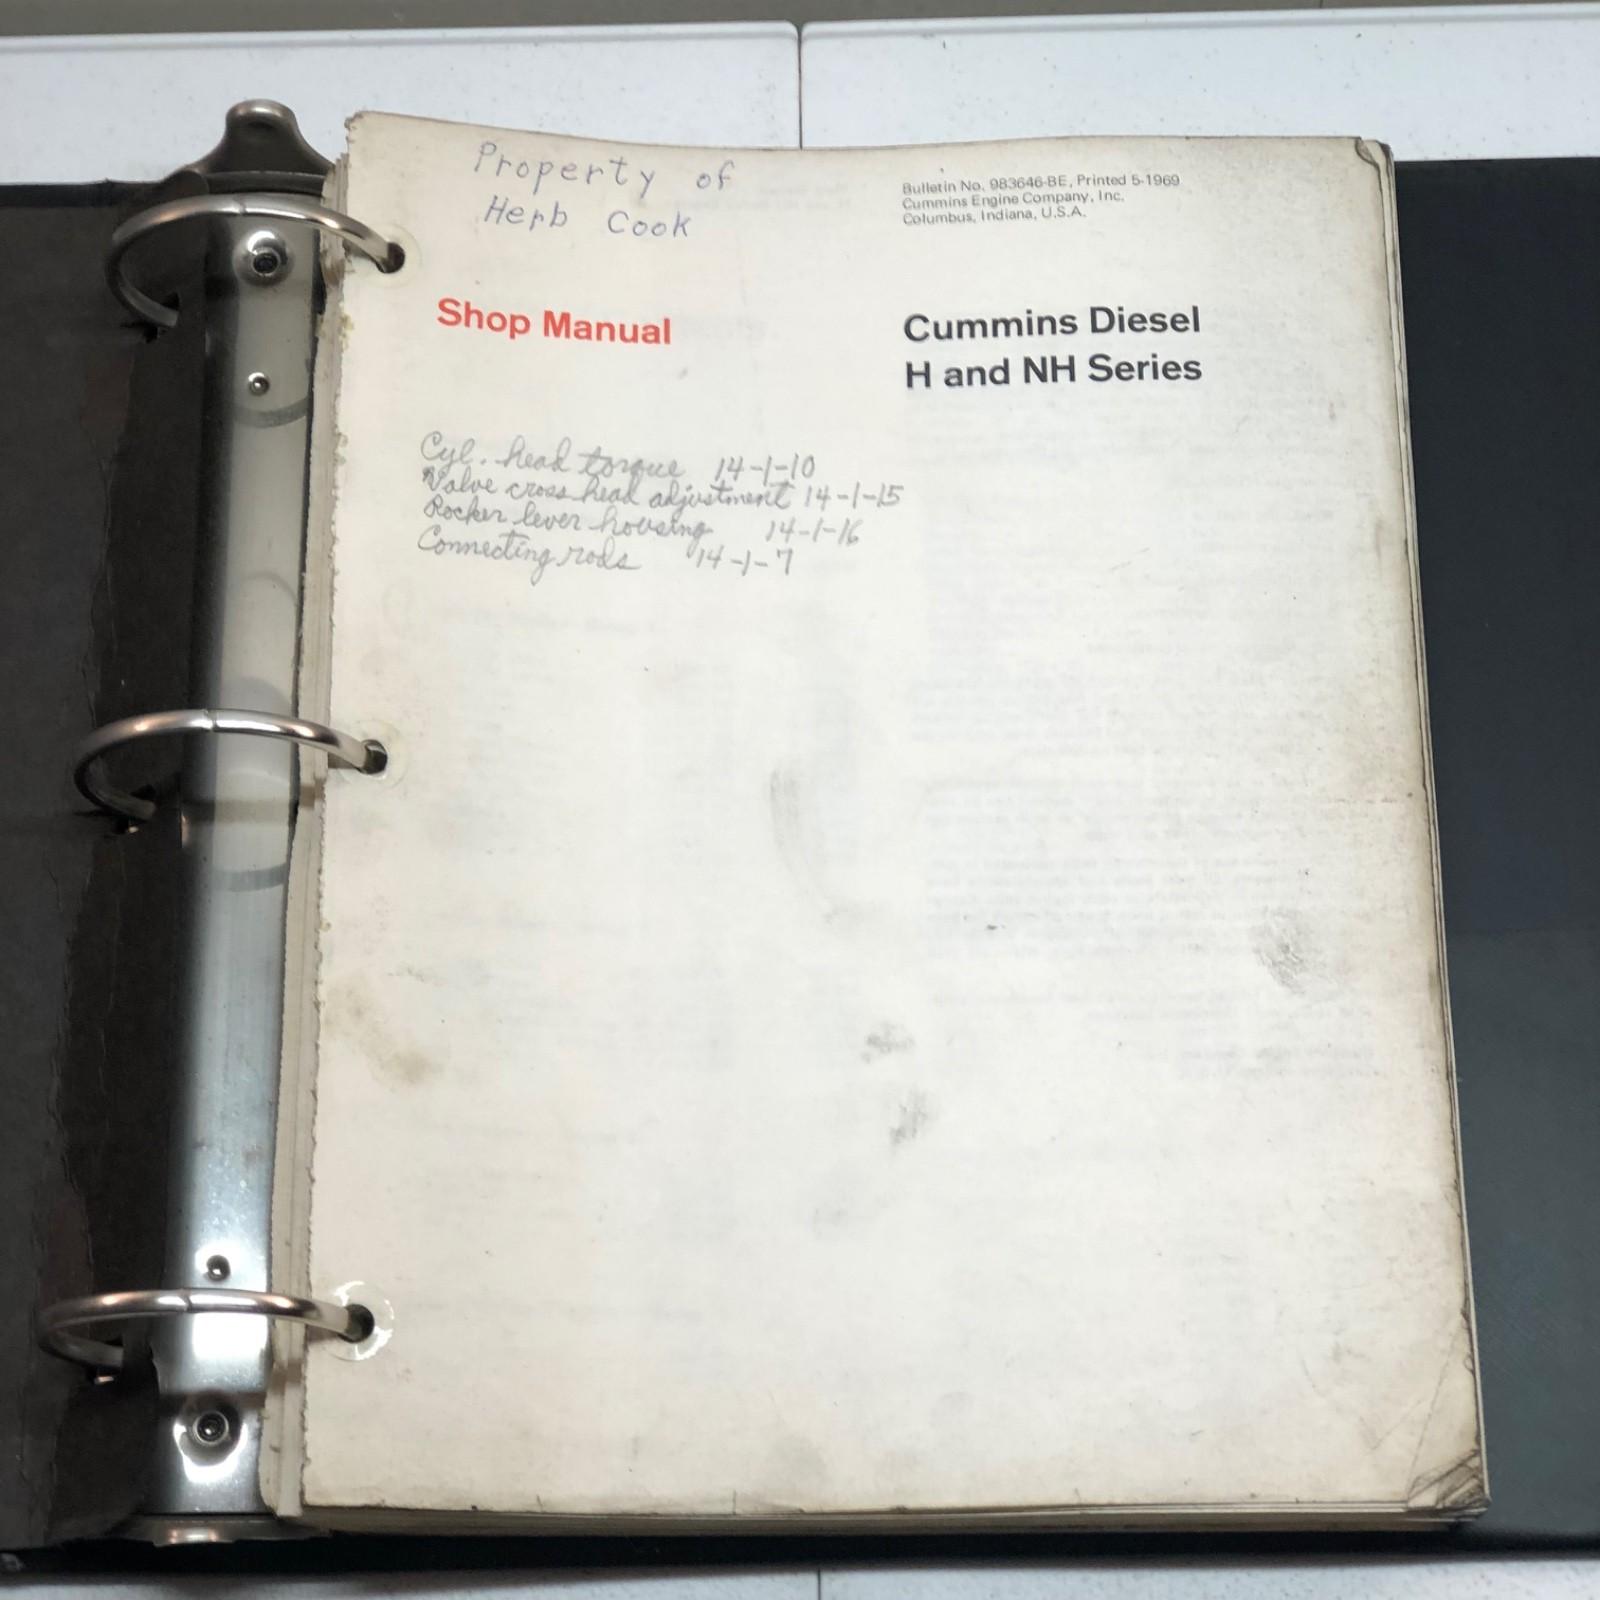 Property of
Herb Cook
Bulletin No. 983646-BE, Printed 5-1969
Cummins Engine Company, Inc.
Columbus, Indiana, U.S.A.
Shop Manual
Cummins Diesel
H and NH Series
Cyl. head torque 14-1-10
Valve cross head adjustment 14-1-15
Rocker lever housing 14-1-16
Connecting rods 14-1-7